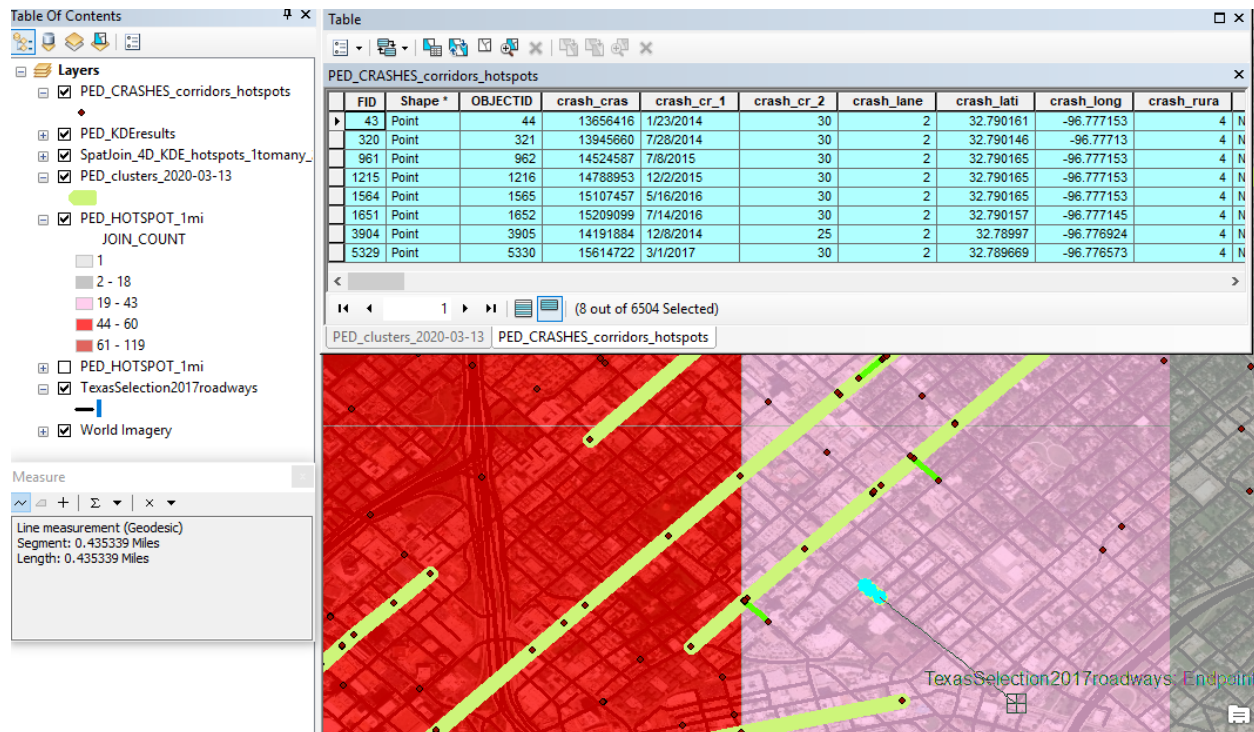 Table Of Contents
Layers
PED_CRASHES_corridors_hotspots
PED_KDEresults
SpatJoin_4D_KDE_hotspots_1tomany_
PED_clusters_2020-03-13
PED_HOTSPOT_1mi
JOIN_COUNT
1
2 - 18
19 - 43
44 - 60
61 - 119
PED_HOTSPOT_1mi
TexasSelection2017roadways
World Imagery
Measure
Line measurement (Geodesic)
Segment: 0.435339 Miles
Length: 0.435339 Miles
Table
PED_CRASHES_corridors_hotspots
FID Shape * OBJECTID crash_cras crash_cr_1 crash_cr_2 crash_lane crash_lati crash_long crash_rura
43 Point 44 13656416 1/23/2014 30 2 32.790161 -96.777153 4 N
320 Point 321 13945660 7/28/2014 30 2 32.790146 -96.77713 4 N
961 Point 962 14524587 7/8/2015 30 2 32.790165 -96.777153 4 N
1215 Point 1216 14788953 12/2/2015 30 2 32.790165 -96.777153 4 N
1564 Point 1565 15107457 5/16/2016 30 2 32.790165 -96.777153 4 N
1651 Point 1652 15209099 7/14/2016 30 2 32.790157 -96.777145 4 N
3904 Point 3905 14191884 12/8/2014 25 2 32.78997 -96.776924 4 N
5329 Point 5330 15614722 3/1/2017 30 2 32.789669 -96.776573 4 N
1 (8 out of 6504 Selected)
PED_clusters_2020-03-13 PED_CRASHES_corridors_hotspots
TexasSelection2017roadways: Endpoint